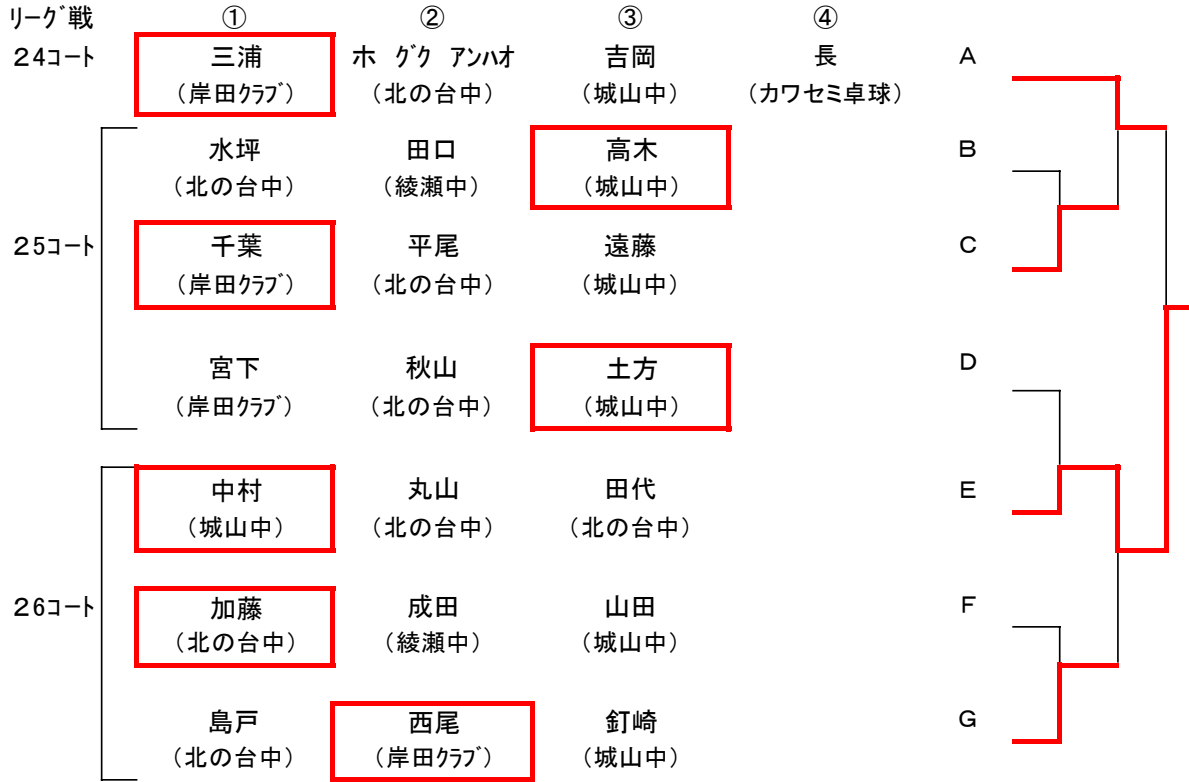 リーグ戦 ① ② ③ ④
24コート 三浦 ホ グク アンハオ 吉岡 長 A
（岸田クラブ） （北の台中） （城山中） （カワセミ卓球）
水坪 田口 高木 B
（北の台中） （綾瀬中） （城山中）
25コート 千葉 平尾 遠藤 C
（岸田クラブ） （北の台中） （城山中）
宮下 秋山 土方 D
（岸田クラブ） （北の台中） （城山中）
中村 丸山 田代 E
（城山中） （北の台中） （北の台中）
26コート 加藤 成田 山田 F
（北の台中） （綾瀬中） （城山中）
島戸 西尾 釘崎 G
（北の台中） （岸田クラブ） （城山中）